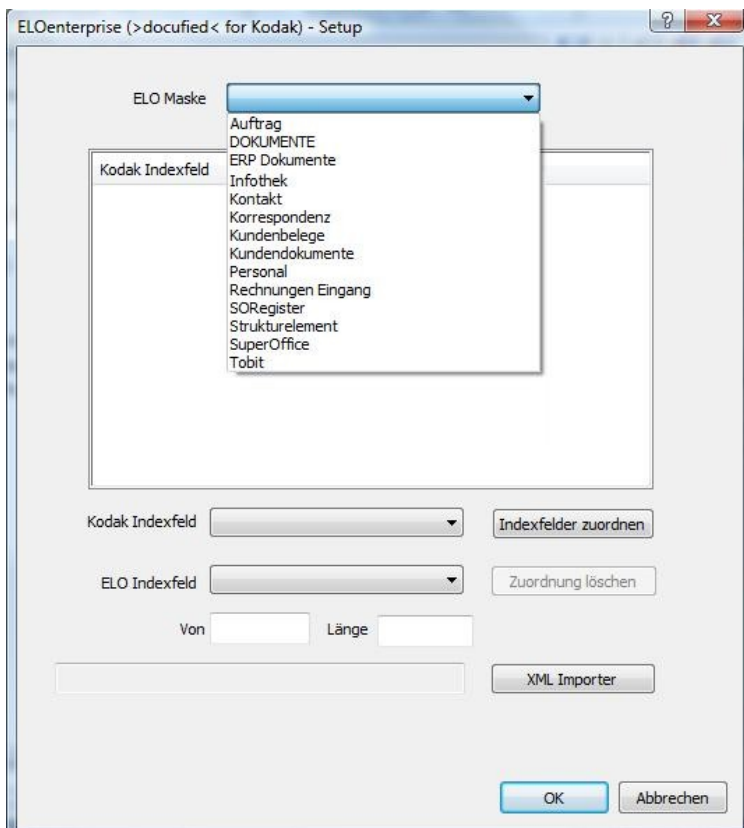 ELOenterprise (>docufied< for Kodak) - Setup
ELO Maske
Auftrag
DOKUMENTE
ERP Dokumente
Kodak Indexfeld
Infothek
Kontakt
Korrespondenz
Kundenbelege
Kundendokumente
Personal
Rechnungen Eingang
SORegister
Strukturelement
SuperOffice
Tobit
Kodak Indexfeld
Indexfelder zuordnen
ELO Indexfeld
Zuordnung löschen
Von
Länge
XML Importer
OK
Abbrechen